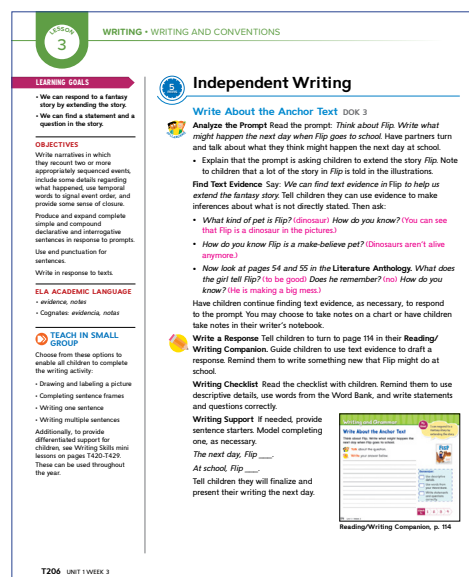 LESSON
3
WRITING • WRITING AND CONVENTIONS
LEARNING GOALS
• We can respond to a fantasy
story by extending the story.
• We can find a statement and a
question in the story.
OBJECTIVES
Write narratives in which
they recount two or more
appropriately sequenced events,
include some details regarding
what happened, use temporal
words to signal event order, and
provide some sense of closure.
Produce and expand complete
simple and compound
declarative and interrogative
sentences in response to prompts.
Use end punctuation for
sentences.
Write in response to texts.
ELA ACADEMIC LANGUAGE
• evidence, notes
• Cognates: evidencia, notas
TEACH IN SMALL
GROUP
Choose from these options to
enable all children to complete
the writing activity:
• Drawing and labeling a picture
• Completing sentence frames
• Writing one sentence
• Writing multiple sentences
Additionally, to provide
differentiated support for
children, see Writing Skills mini
lessons on pages T420-T429.
These can be used throughout
the year.
5
Independent Writing
Write About the Anchor Text DOK 3
Analyze the Prompt Read the prompt: Think about Flip. Write what
might happen the next day when Flip goes to school. Have partners turn
and talk about what they think might happen the next day at school.
• Explain that the prompt is asking children to extend the story Flip. Note
to children that a lot of the story in Flip is told in the illustrations.
Find Text Evidence Say: We can find text evidence in Flip to help us
extend the fantasy story. Tell children they can use evidence to make
inferences about what is not directly stated. Then ask:
• What kind of pet is Flip? (dinosaur) How do you know? (You can see
that Flip is a dinosaur in the pictures.)
• How do you know Flip is a make-believe pet? (Dinosaurs aren't alive
anymore.)
• Now look at pages 54 and 55 in the Literature Anthology. What does
the girl tell Flip? (to be good) Does he remember? (no) How do you
know? (He is making a big mess.)
Have children continue finding text evidence, as necessary, to respond
to the prompt. You may choose to take notes on a chart or have children
take notes in their writer's notebook.
Write a Response Tell children to turn to page 114 in their Reading/
Writing Companion. Guide children to use text evidence to draft a
response. Remind them to write something new that Flip might do at
school.
Writing Checklist Read the checklist with children. Remind them to use
descriptive details, use words from the Word Bank, and write statements
and questions correctly.
Writing Support If needed, provide
sentence starters. Model completing
one, as necessary.
The next day, Flip ___.
At school, Flip ___.
Tell children they will finalize and
present their writing the next day.
Write About the Anchor Text
Reading/Writing Companion, p. 114
T206 UNIT 1 WEEK 3